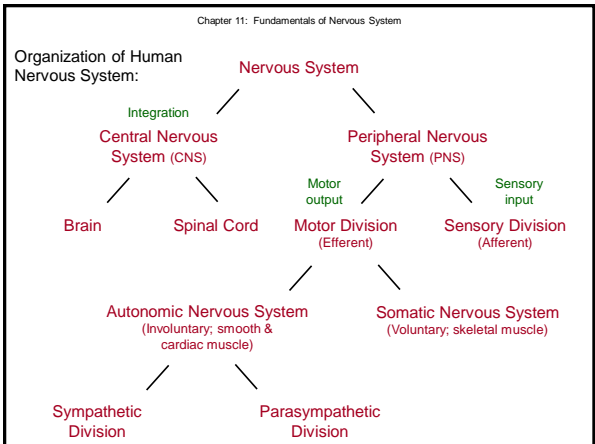 Chapter 11: Fundamentals of Nervous System
Organization of Human
Nervous System:
Nervous System
Integration
Central Nervous
System (CNS)
Peripheral Nervous
System (PNS)
Motor
output
Sensory
input
Brain
Spinal Cord
Motor Division
(Efferent)
Sensory Division
(Afferent)
Autonomic Nervous System
(Involuntary; smooth &
cardiac muscle)
Somatic Nervous System
(Voluntary; skeletal muscle)
Sympathetic
Division
Parasympathetic
Division